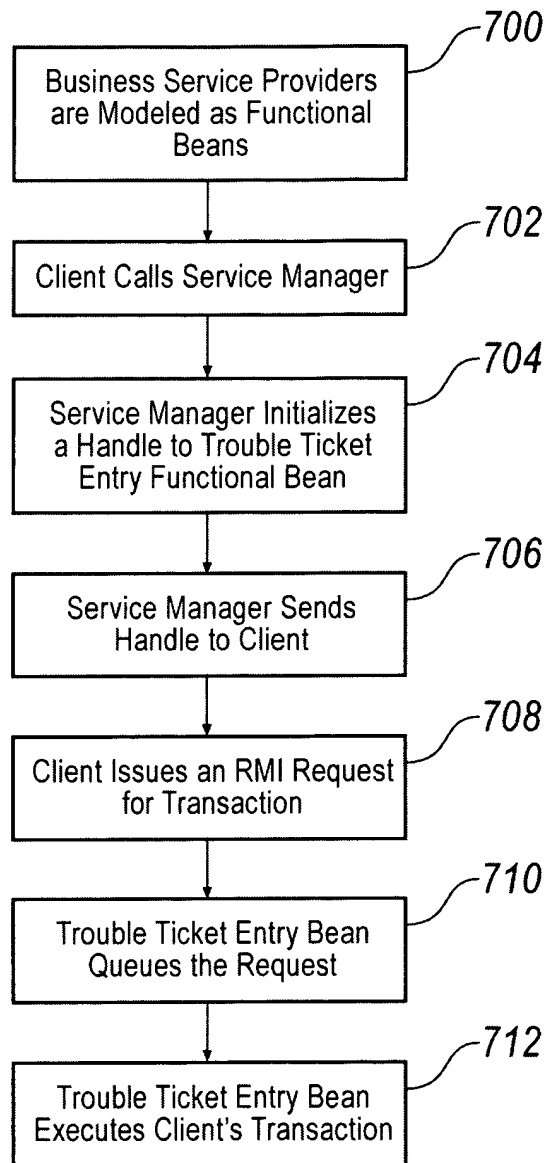 700
Business Service Providers
are Modeled as Functional
Beans
702
Client Calls Service Manager
704
Service Manager Initializes
a Handle to Trouble Ticket
Entry Functional Bean
706
Service Manager Sends
Handle to Client
708
Client Issues an RMI Request
for Transaction
710
Trouble Ticket Entry Bean
Queues the Request
712
Trouble Ticket Entry Bean
Executes Client's Transaction